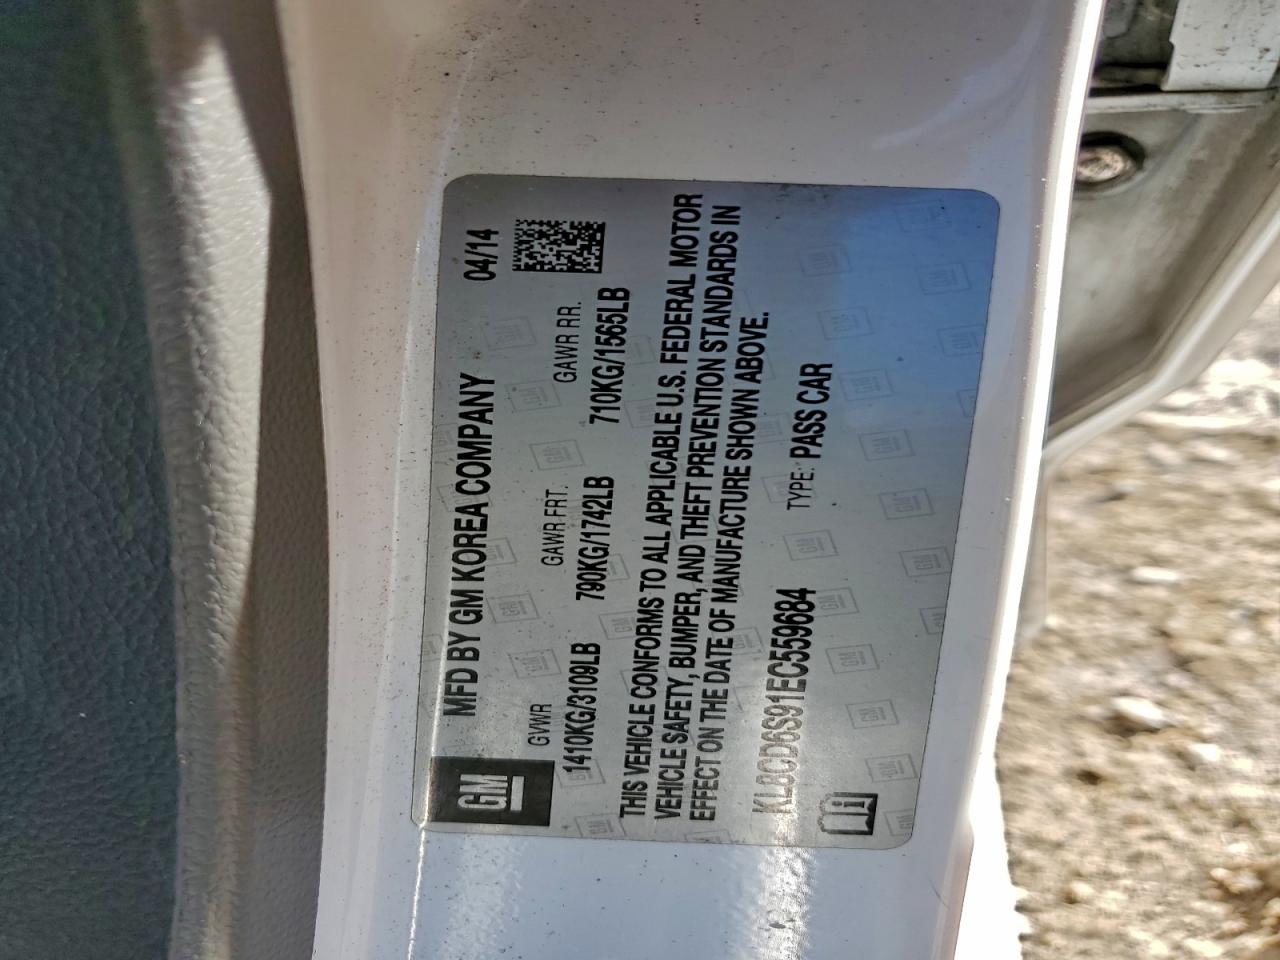 GM
MFD BY GM KOREA COMPANY 04/14
GVWR GAWR FRT. GAWR RR.
1410KG/3109LB 790KG/1742LB 710KG/1565LB
THIS VEHICLE CONFORMS TO ALL APPLICABLE U.S. FEDERAL MOTOR
VEHICLE SAFETY, BUMPER, AND THEFT PREVENTION STANDARDS IN
EFFECT ON THE DATE OF MANUFACTURE SHOWN ABOVE.
KL8CD6S91EC559684 TYPE: PASS CAR